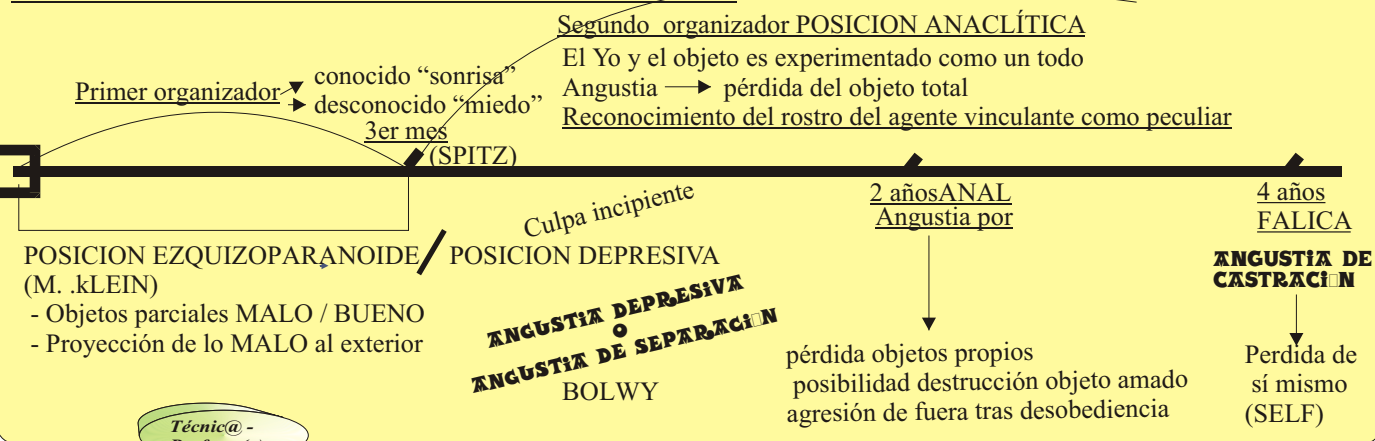 Segundo organizador POSICION ANACLÍTICA
El Yo y el objeto es experimentado como un todo
Angustia → pérdida del objeto total
Reconocimiento del rostro del agente vinculante como peculiar
Primer organizador
conocido “sonrisa”
desconocido “miedo”
3er mes
(SPITZ)
2 añosANAL
Angustia por
4 años
FALICA
Culpa incipiente
POSICION EZQUIZOPARANOIDE / POSICION DEPRESIVA
(M. .kLEIN)
- Objetos parciales MALO / BUENO
- Proyección de lo MALO al exterior
ANGUSTiA DEPRESiVA
O
ANGUSTiA DE SEPARACi□N
BOLWY
ANGUSTiA DE
CASTRACi□N
pérdida objetos propios
posibilidad destrucción objeto amado
agresión de fuera tras desobediencia
Perdida de
sí mismo
(SELF)
Técnic@ -